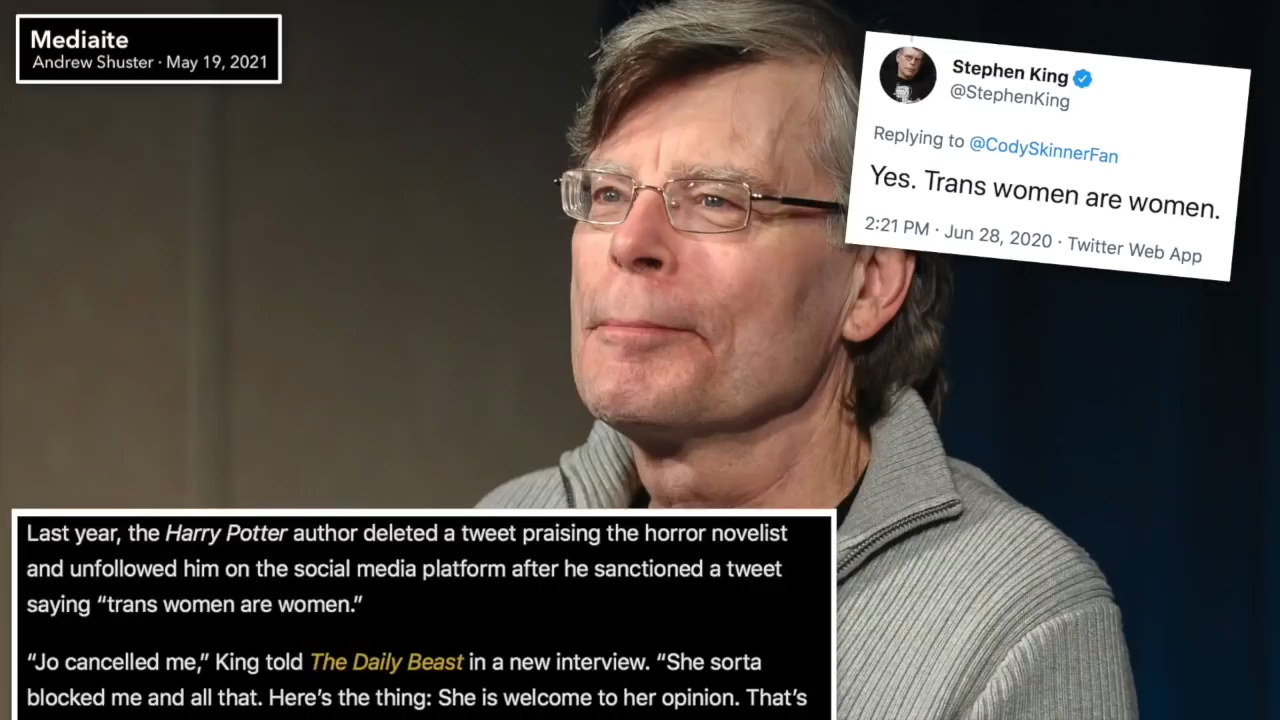 Mediaite
Andrew Shuster · May 19, 2021
Stephen King
@StephenKing
Replying to @CodySkinnerFan
Yes. Trans women are women.
2:21 PM · Jun 28, 2020 · Twitter Web App
Last year, the Harry Potter author deleted a tweet praising the horror novelist
and unfollowed him on the social media platform after he sanctioned a tweet
saying “trans women are women.”
“Jo cancelled me,” King told The Daily Beast in a new interview. “She sorta
blocked me and all that. Here’s the thing: She is welcome to her opinion. That’s